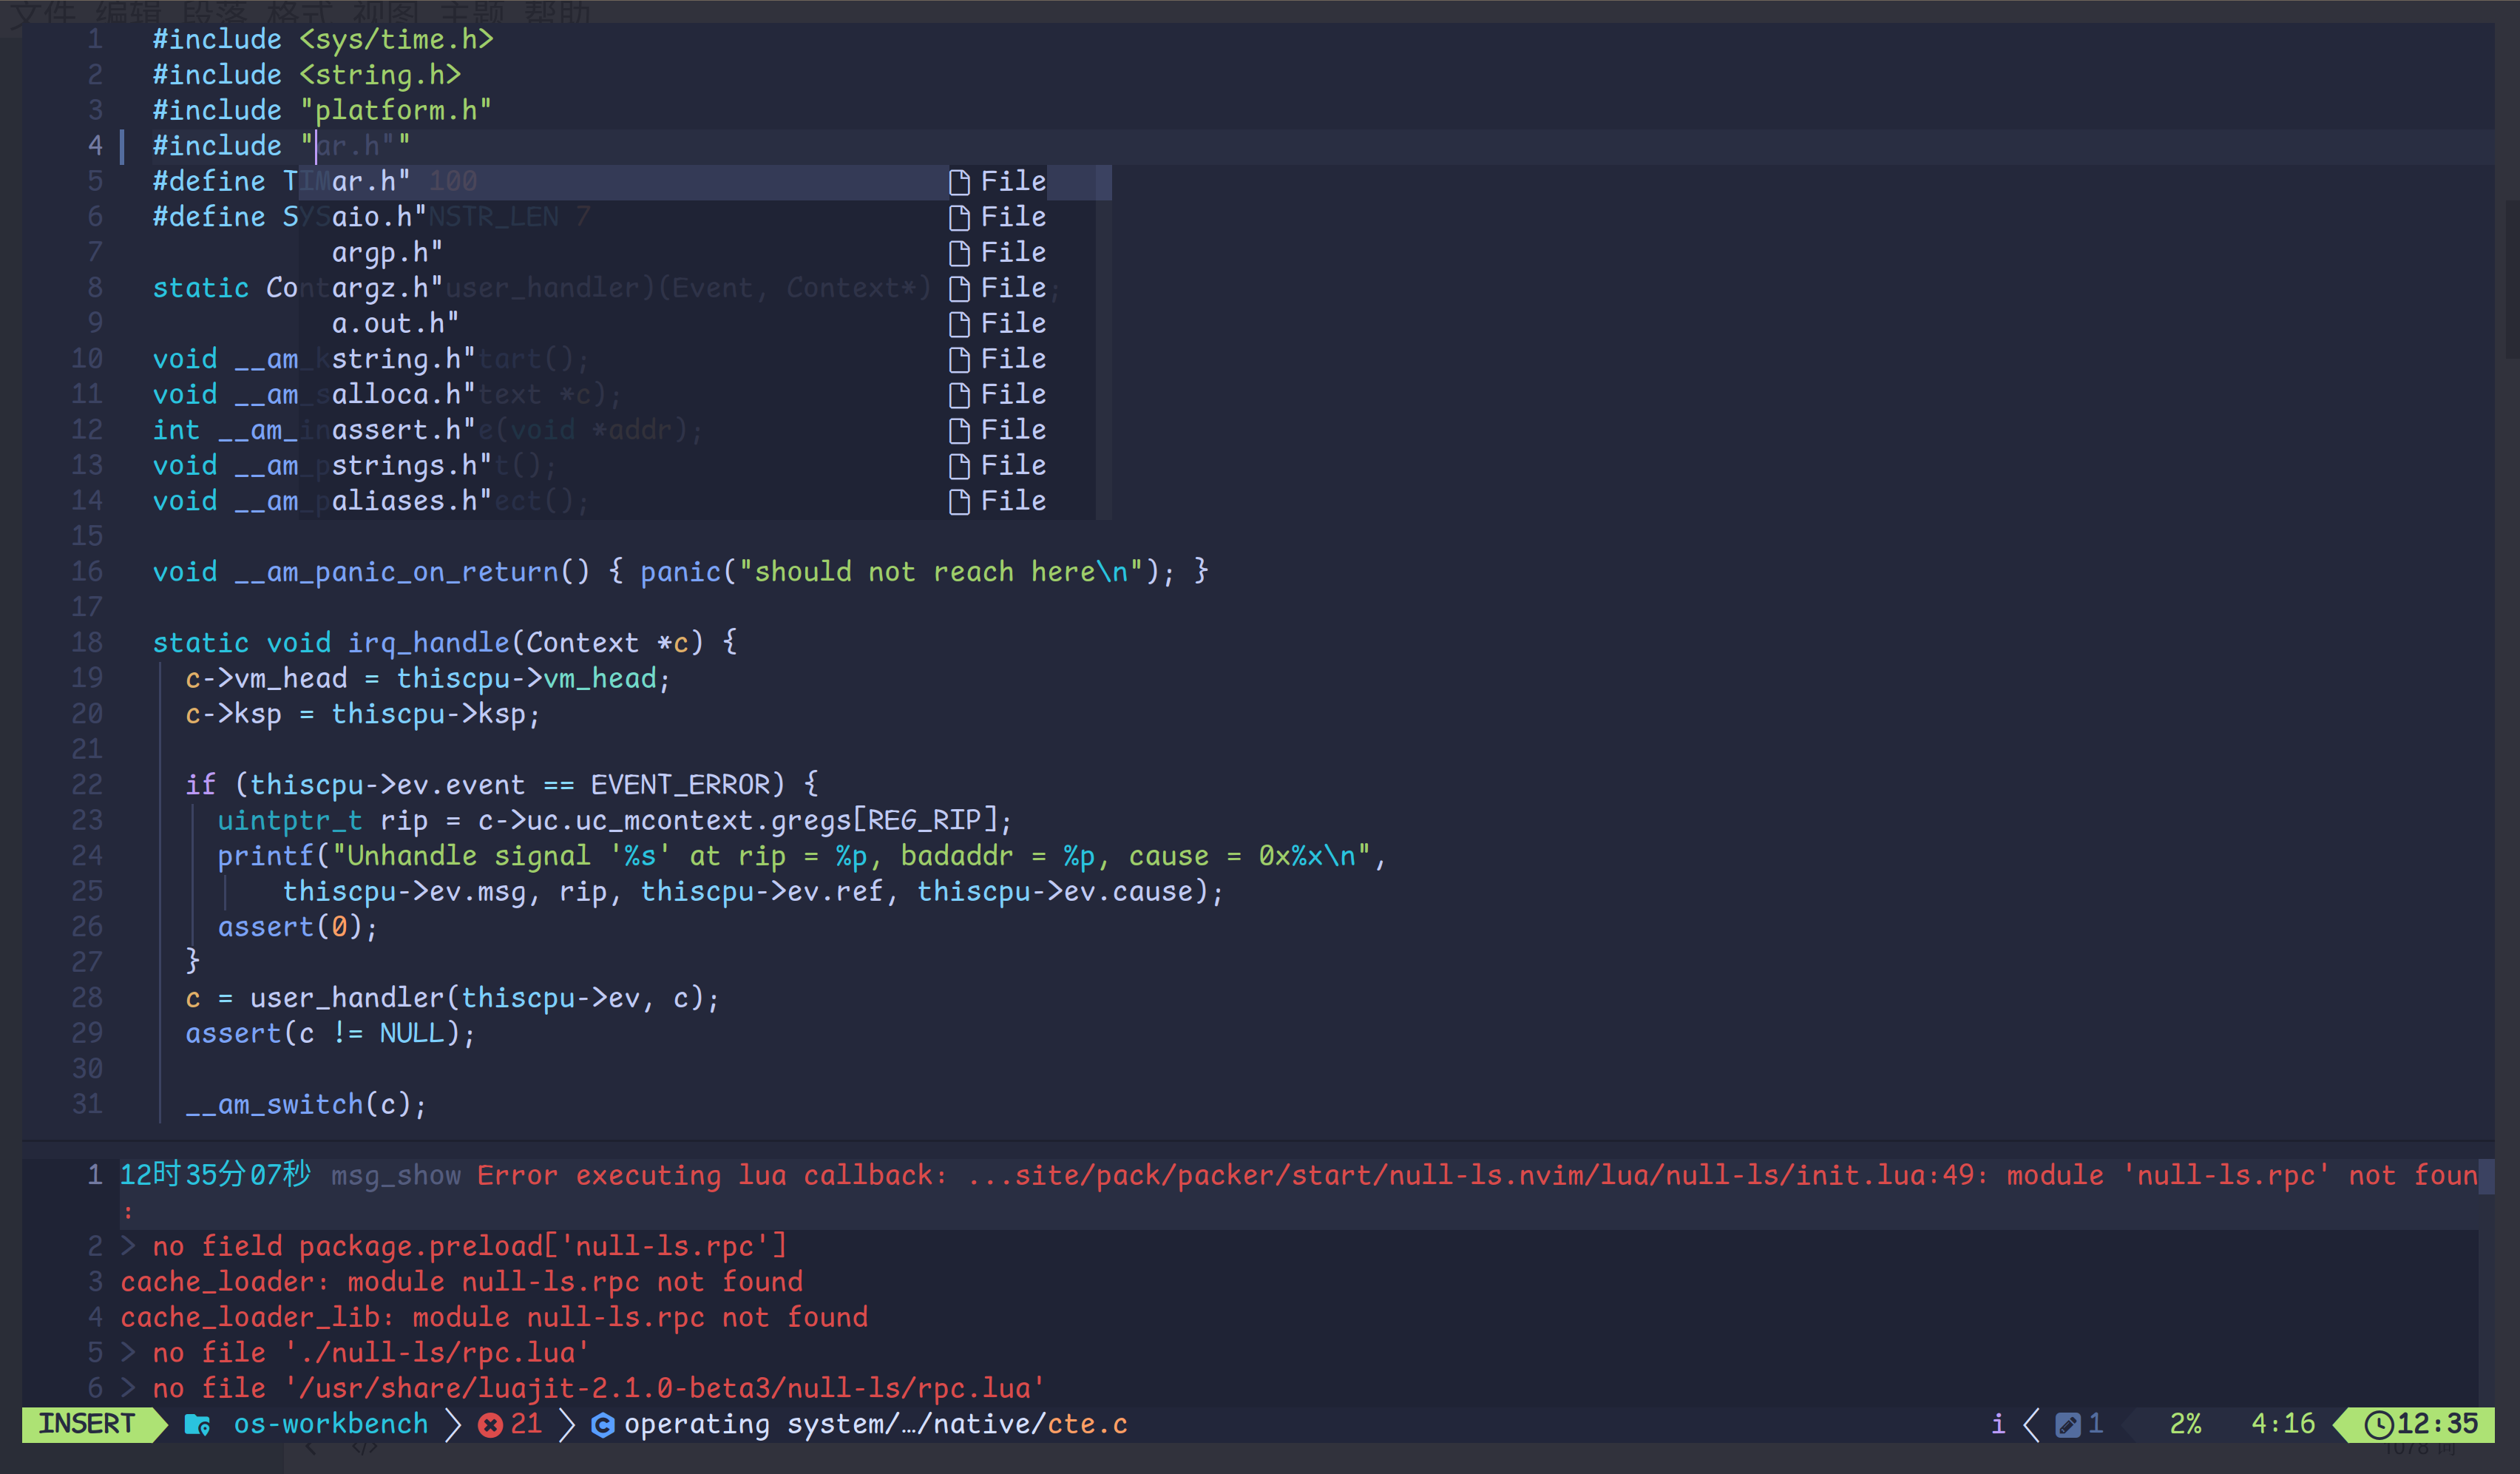 文件 编辑 段落 格式 视图 主题 帮助
1 #include <sys/time.h>
2 #include <string.h>
3 #include "platform.h"
4 #include "ar.h""
5 #define TIMar.h" 100 File
6 #define SYSaio.h"NSTR_LEN 7 File
7 argp.h" File
8 static Contargz.h"user_handler)(Event, Context*) File;
9 a.out.h" File
10 void __am_kstring.h"tart(); File
11 void __am_salloca.h"text *c); File
12 int __am_inassert.h"e(void *addr); File
13 void __am_pstrings.h"t(); File
14 void __am_paliases.h"ect(); File
15
16 void __am_panic_on_return() { panic("should not reach here\n"); }
17
18 static void irq_handle(Context *c) {
19 c->vm_head = thiscpu->vm_head;
20 c->ksp = thiscpu->ksp;
21
22 if (thiscpu->ev.event == EVENT_ERROR) {
23 uintptr_t rip = c->uc.uc_mcontext.gregs[REG_RIP];
24 printf("Unhandle signal '%s' at rip = %p, badaddr = %p, cause = 0x%x\n",
25 thiscpu->ev.msg, rip, thiscpu->ev.ref, thiscpu->ev.cause);
26 assert(0);
27 }
28 c = user_handler(thiscpu->ev, c);
29 assert(c != NULL);
30
31 __am_switch(c);
1 12时35分07秒 msg_show Error executing lua callback: ...site/pack/packer/start/null-ls.nvim/lua/null-ls/init.lua:49: module 'null-ls.rpc' not foun
:
2 > no field package.preload['null-ls.rpc']
3 cache_loader: module null-ls.rpc not found
4 cache_loader_lib: module null-ls.rpc not found
5 > no file './null-ls/rpc.lua'
6 > no file '/usr/share/luajit-2.1.0-beta3/null-ls/rpc.lua'
INSERT os-workbench 21 operating system/…/native/cte.c i 1 2% 4:16 12:35